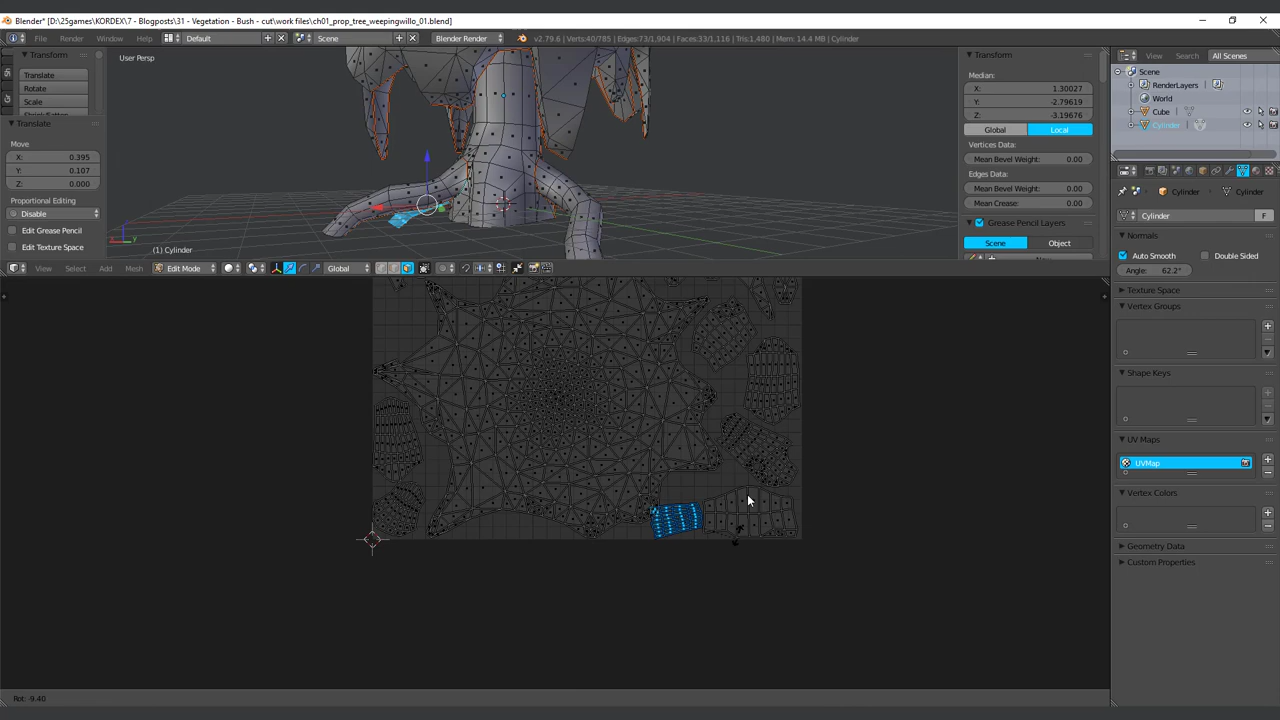 Blender* [D:\25games\KORDEX\7 - Blogposts\31 - Vegetation - Bush - cut\work files\ch01_prop_tree_weepingwillo_01.blend]
File Render Window Help Default Scene Blender Render v2.79.6 | Verts:40/785 | Edges:73/1,904 | Faces:33/1,116 | Tris:1,480 | Mem: 14.4 MB | Cylinder
View Search All Scenes
Transform
Translate
Rotate
Scale
Translate
Move
X: 0.395
Y: 0.107
Z: 0.000
Proportional Editing
Disable
Edit Grease Pencil
Edit Texture Space
User Persp
(1) Cylinder
Transform
Median:
X: 1.30027
Y: -2.79619
Z: -3.19676
Global Local
Vertices Data:
Mean Bevel Weight: 0.00
Edges Data:
Mean Bevel Weight: 0.00
Mean Crease: 0.00
Grease Pencil Layers
Scene Object
View Select Add Mesh Edit Mode Global
Scene
RenderLayers
World
Cube
Cylinder
Cylinder Cylinder
Cylinder F
Normals
Auto Smooth Double Sided
Angle: 62.2°
Texture Space
Vertex Groups
Shape Keys
UV Maps
UVMap
Vertex Colors
Geometry Data
Custom Properties
Rot: -9.40